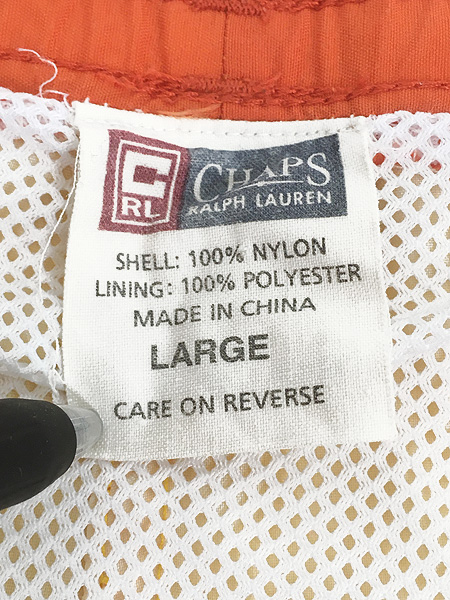 C
RL
CHAPS
RALPH LAUREN
SHELL: 100% NYLON
LINING: 100% POLYESTER
MADE IN CHINA
LARGE
CARE ON REVERSE